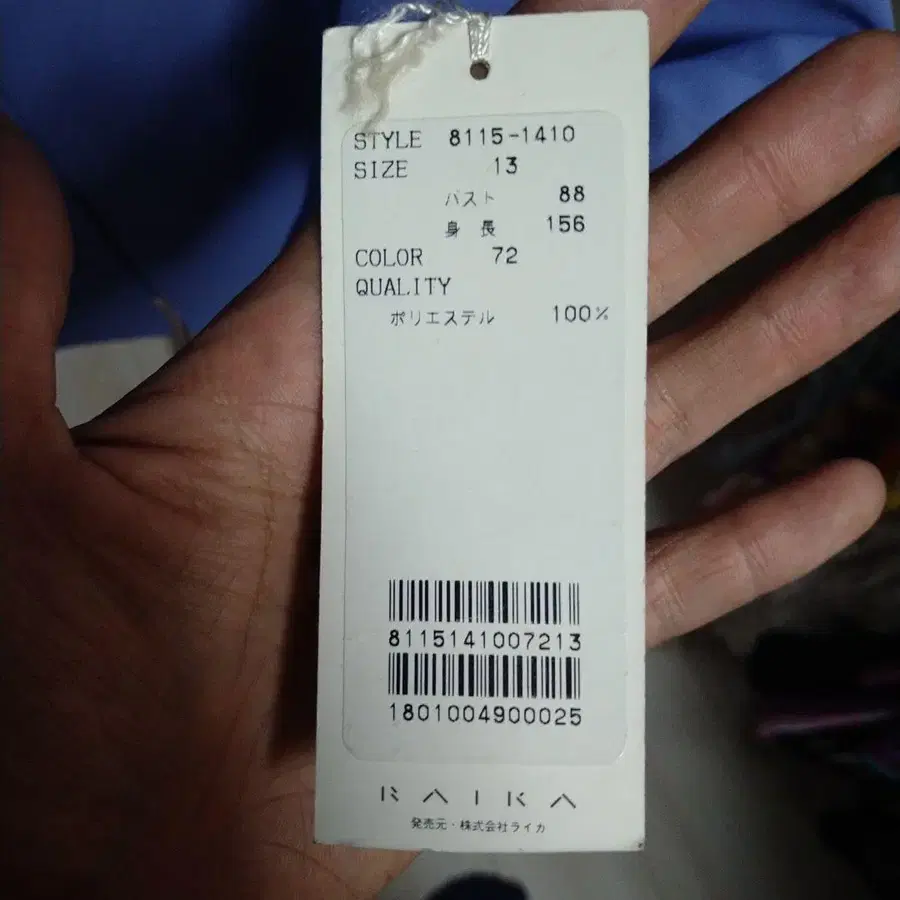 STYLE 8115-1410
SIZE 13
バスト 88
身長 156
COLOR 72
QUALITY
ポリエステル 100%
8115141007213
1801004900025
RAIKA
発売元・株式会社ライカ